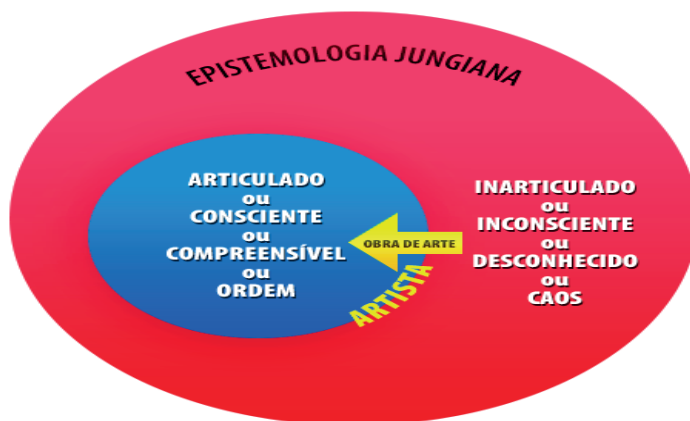 EPISTEMOLOGIA JUNGIANA
ARTICULADO
ou
CONSCIENTE
ou
COMPREENSÍVEL
ou
ORDEM
OBRA DE ARTE
ARTISTA
INARTICULADO
ou
INCONSCIENTE
ou
DESCONHECIDO
ou
CAOS